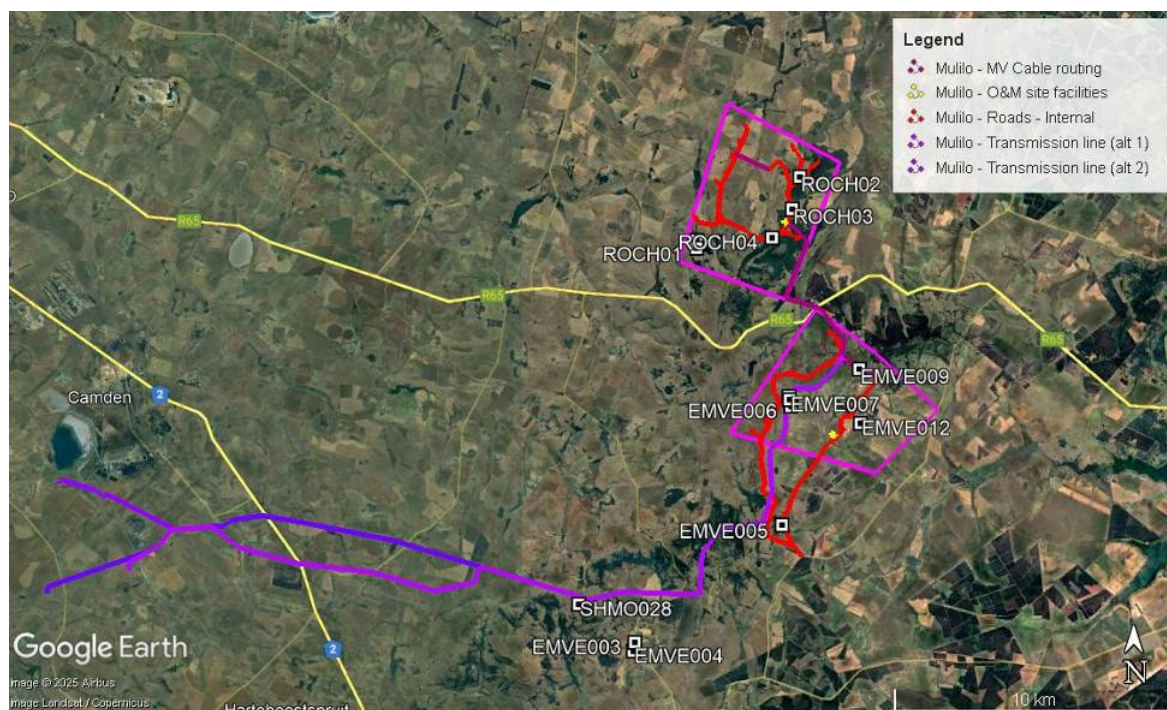 Legend
Mulilo - MV Cable routing
Mulilo - O&M site facilities
Mulilo - Roads - Internal
Mulilo - Transmission line (alt 1)
Mulilo - Transmission line (alt 2)
ROCH02
ROCH03
ROCH04
ROCH01
R65
R65
R65
R65
EMVE009
EMVE006
EMVE007
EMVE012
Camden
2
EMVE005
SHMO028
EMVE003
EMVE004
2
Google Earth
Image © 2025 Airbus
Image Landsat / Copernicus
10 km
N